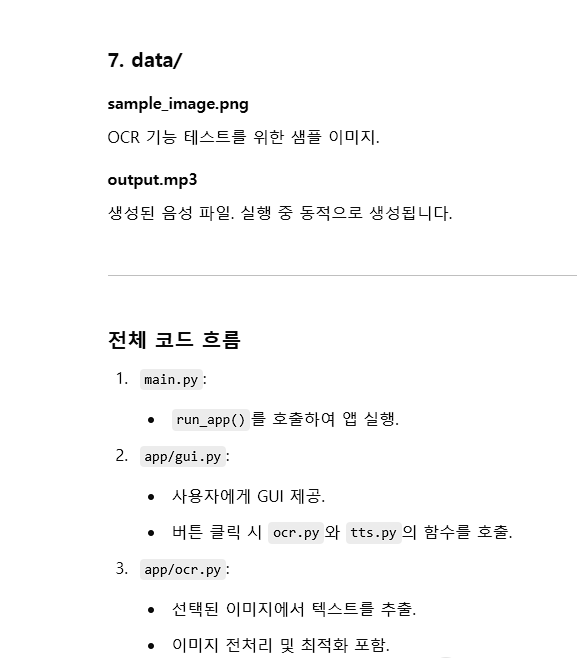 7. data/
sample_image.png
OCR 기능 테스트를 위한 샘플 이미지.
output.mp3
생성된 음성 파일. 실행 중 동적으로 생성됩니다.
전체 코드 흐름
1. main.py:
• run_app()를 호출하여 앱 실행.
2. app/gui.py:
• 사용자에게 GUI 제공.
• 버튼 클릭 시 ocr.py와 tts.py의 함수를 호출.
3. app/ocr.py:
• 선택된 이미지에서 텍스트를 추출.
• 이미지 전처리 및 최적화 포함.